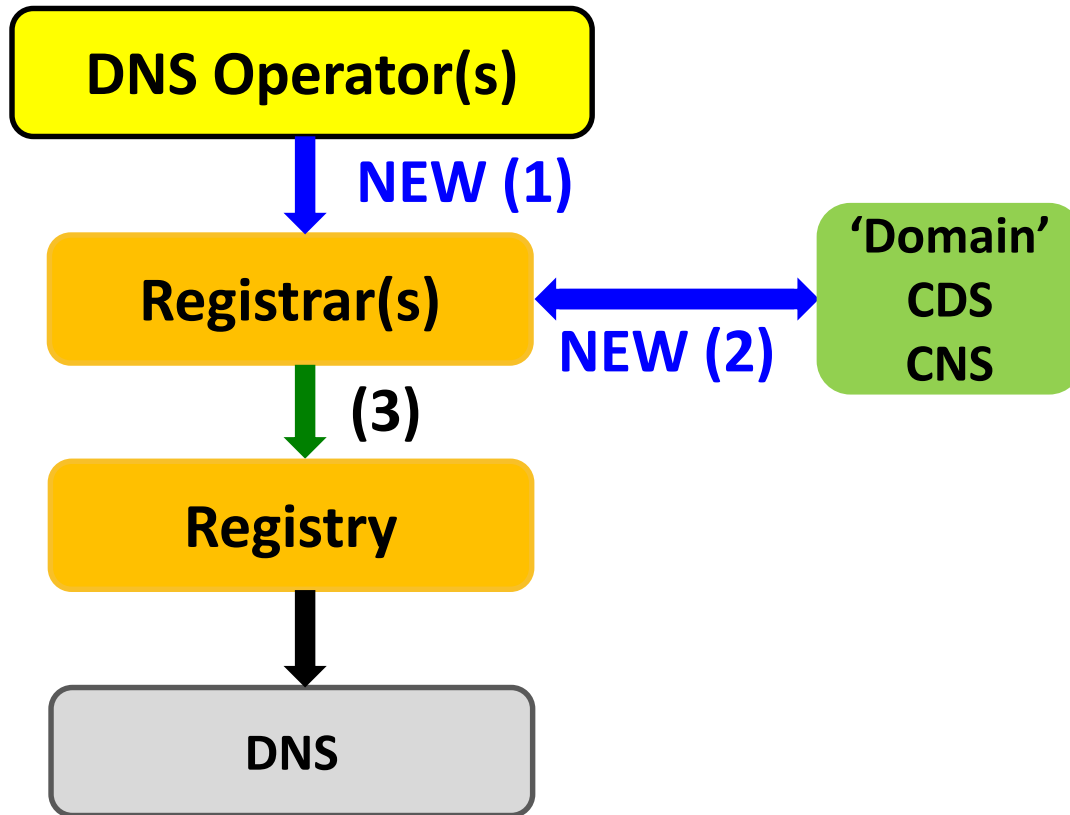 DNS Operator(s)
NEW (1)
Registrar(s)
NEW (2)
‘Domain’
CDS
CNS
(3)
Registry
DNS